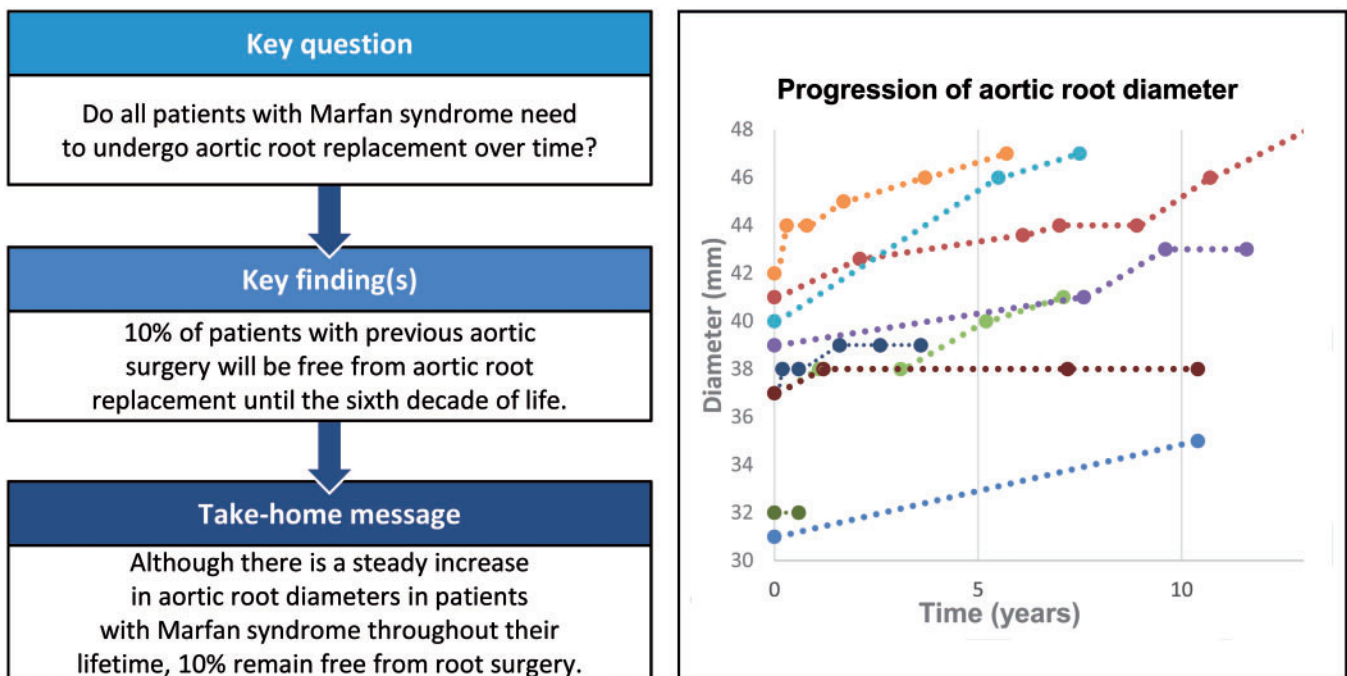 Key question
Do all patients with Marfan syndrome need
to undergo aortic root replacement over time?
Key finding(s)
10% of patients with previous aortic
surgery will be free from aortic root
replacement until the sixth decade of life.
Take-home message
Although there is a steady increase
in aortic root diameters in patients
with Marfan syndrome throughout their
lifetime, 10% remain free from root surgery.
Progression of aortic root diameter
Diameter (mm)
48
46
44
42
40
38
36
34
32
30
0
5
10
Time (years)